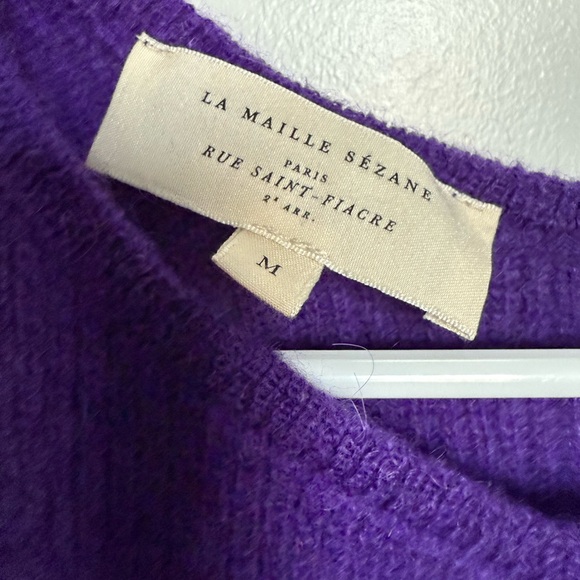 LA MAILLE SÉZANE
PARIS
RUE SAINT-FIACRE
2ᵉ ARR.
M